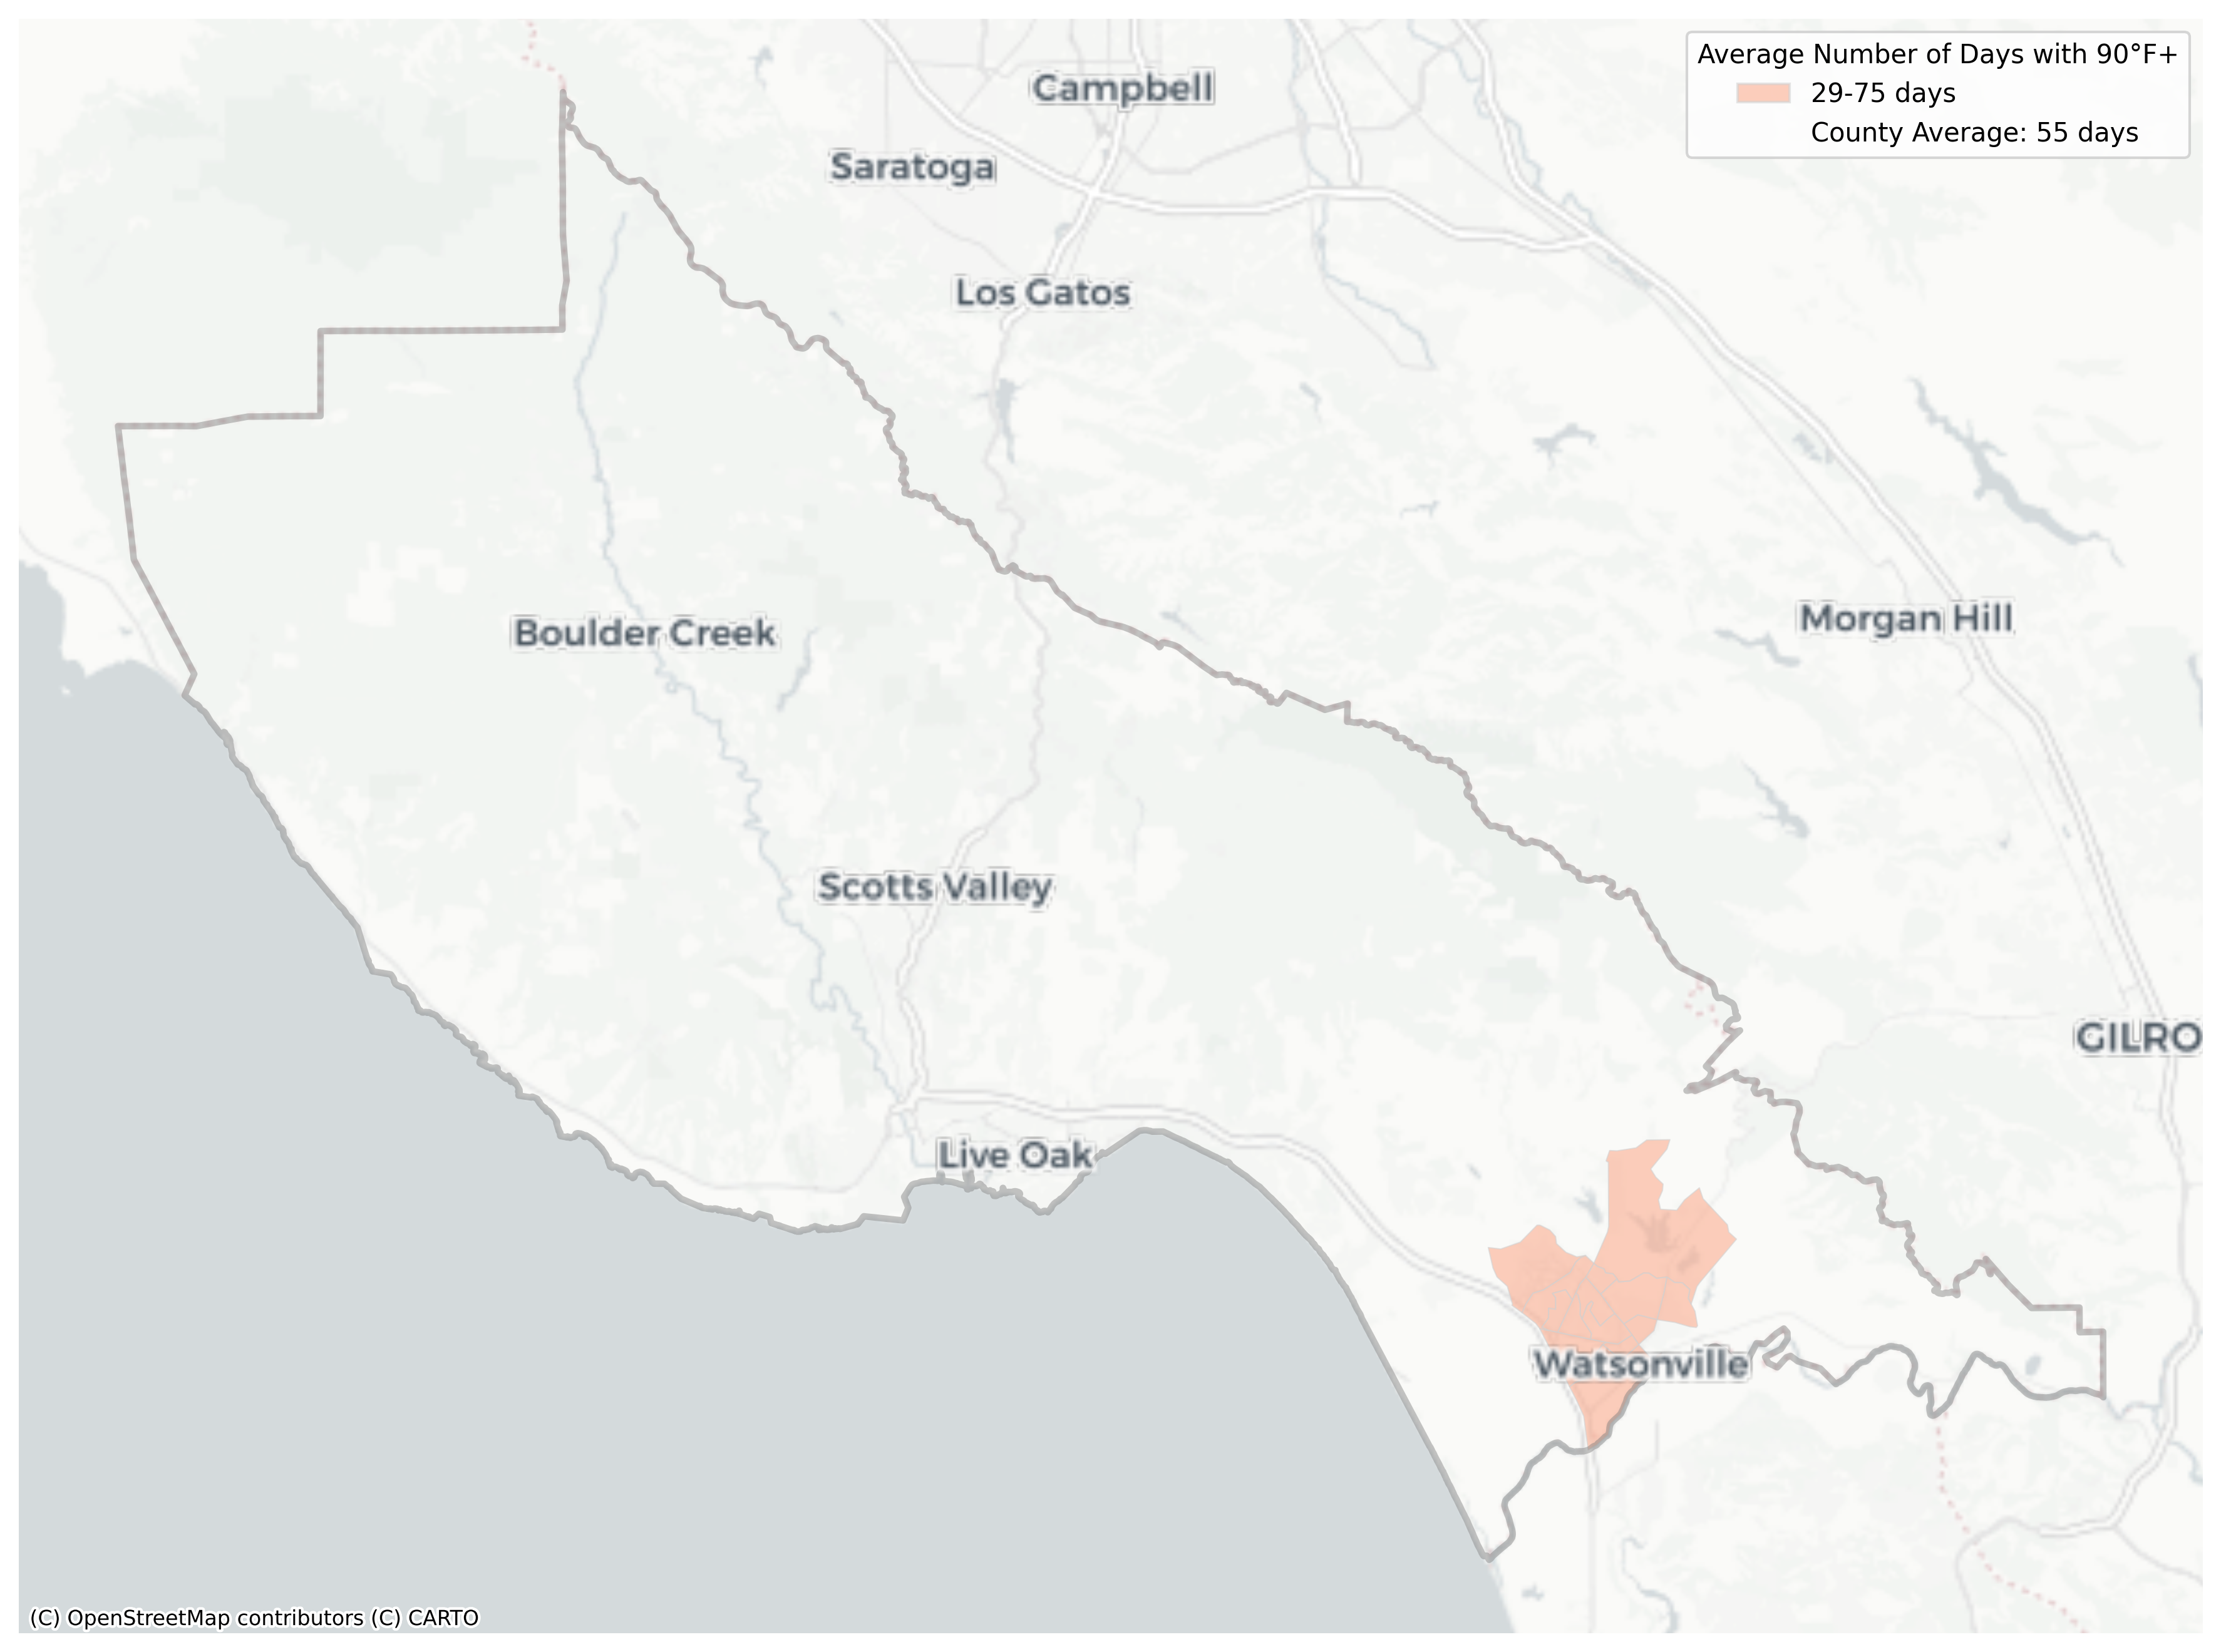 Average Number of Days with 90°F+
29-75 days
County Average: 55 days
Campbell
Saratoga
Los Gatos
Morgan Hill
Boulder Creek
Scotts Valley
GILRO
Live Oak
Watsonville
(C) OpenStreetMap contributors (C) CARTO